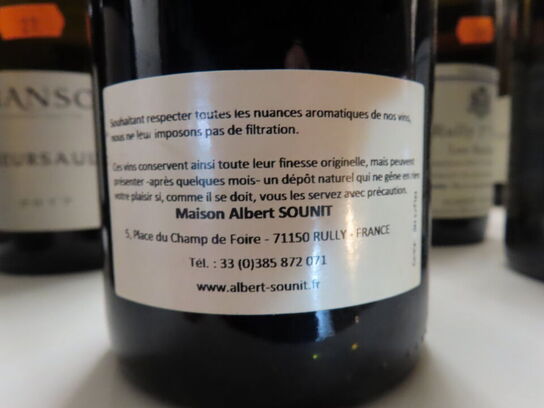 Souhaitant respecter toutes les nuances aromatiques de nos vins,
nous ne leur imposons pas de filtration.
Ces vins conservent ainsi toute leur finesse originelle, mais peuvent
présenter -après quelques mois- un dépôt naturel qui ne gêne en rien
votre plaisir si, comme il se doit, vous les servez avec précaution.
Maison Albert SOUNIT
5, Place du Champ de Foire - 71150 RULLY - FRANCE
Tél. : 33 (0)385 872 071
www.albert-sounit.fr
ANSO
EURSAUL
Rully